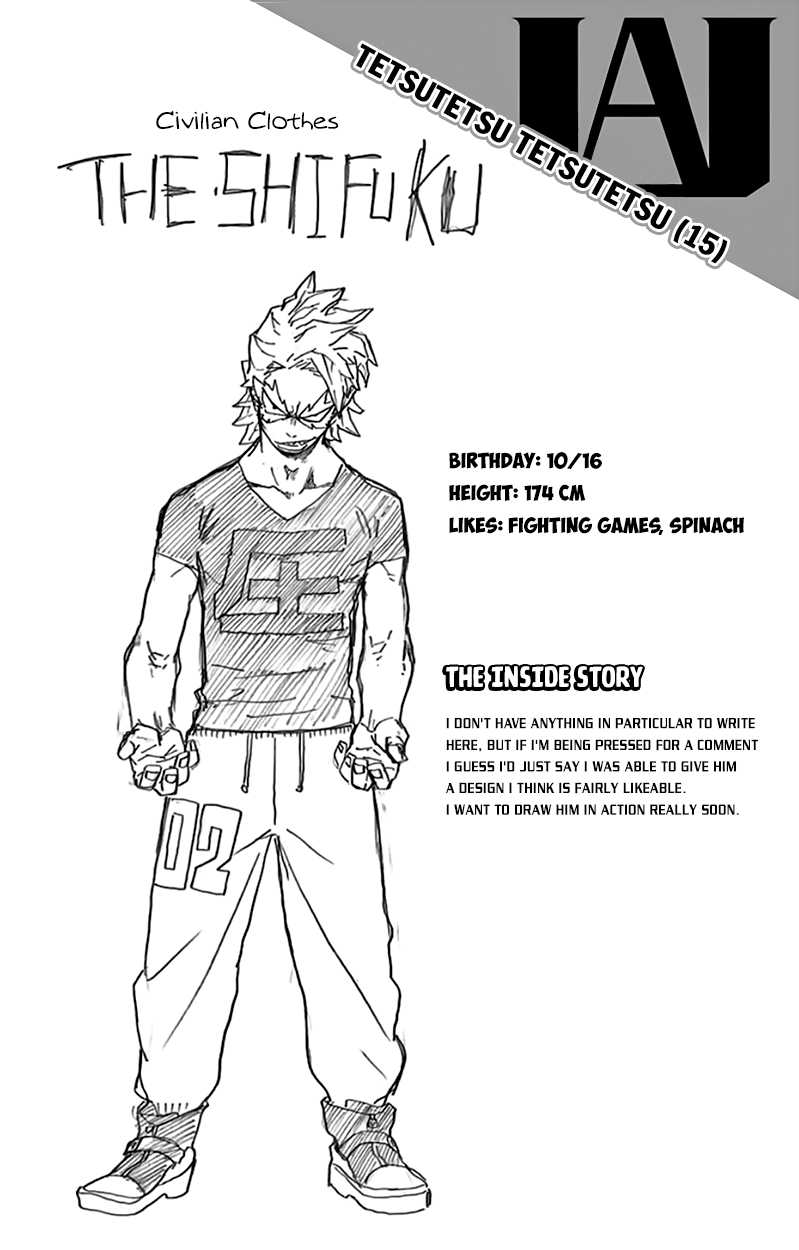 UA
TETSUTETSU TETSUTETSU (15)
Civilian Clothes
THE・SHIFUKU
BIRTHDAY: 10/16
HEIGHT: 174 CM
LIKES: FIGHTING GAMES, SPINACH
圧
02
THE INSIDE STORY
I DON'T HAVE ANYTHING IN PARTICULAR TO WRITE
HERE, BUT IF I'M BEING PRESSED FOR A COMMENT
I GUESS I'D JUST SAY I WAS ABLE TO GIVE HIM
A DESIGN I THINK IS FAIRLY LIKEABLE.
I WANT TO DRAW HIM IN ACTION REALLY SOON.